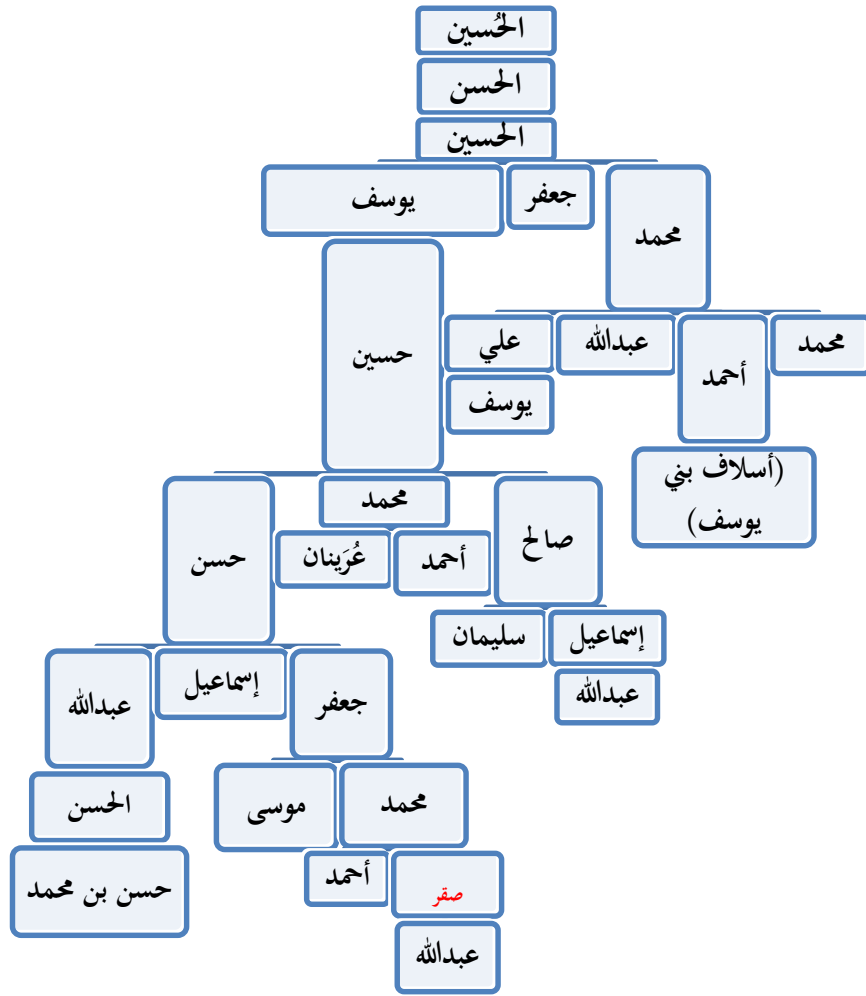 الحُسين
الحسن
الحسين
محمد
جعفر
يوسف
محمد
أحمد
عبدالله
علي
حسين
يوسف
(أسلاف بني
يوسف)
صالح
محمد
حسن
أحمد
عُرَينان
إسماعيل
سليمان
عبدالله
جعفر
إسماعيل
عبدالله
محمد
موسى
الحسن
صقر
أحمد
حسن بن محمد
عبدالله